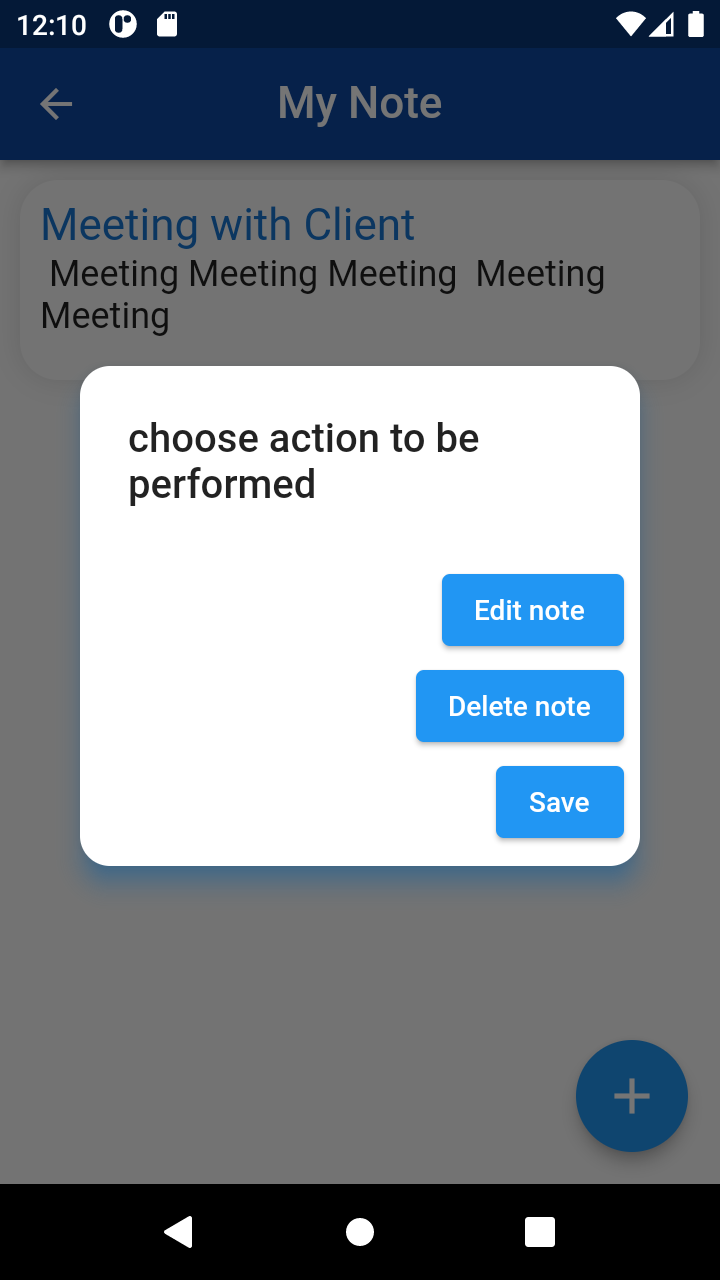 12:10
My Note
Meeting with Client
Meeting Meeting Meeting  Meeting
Meeting
choose action to be
performed
Edit note
Delete note
Save